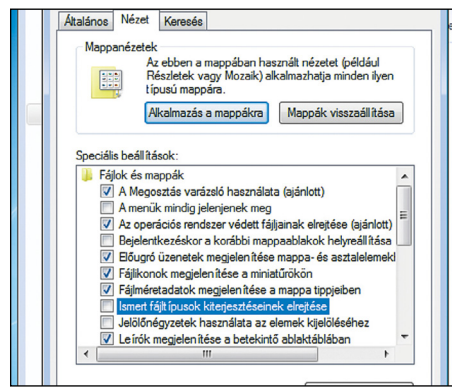 Általános Nézet Keresés
Mappanézetek
Az ebben a mappában használt nézetet (például
Részletek vagy Mozaik) alkalmazhatja minden ilyen
típusú mappára.
Alkalmazás a mappákra Mappák visszaállítása
Speciális beállítások:
Fájlok és mappák
A Megosztás varázsló használata (ajánlott)
A menük mindig jelenjenek meg
Az operációs rendszer védett fájljainak elrejtése (ajánlott)
Bejelentkezéskor a korábbi mappaablakok helyreállítása
Előugró üzenetek megjelenítése mappa- és asztalelemekl
Fájlikonok megjelenítése a miniatűrökön
Fájlméretadatok megjelenítése a mappa tippjeiben
Ismert fájltípusok kiterjesztéseinek elrejtése
Jelölőnégyzetek használata az elemek kijelöléséhez
Leírók megjelenítése a betekintő ablaktáblában